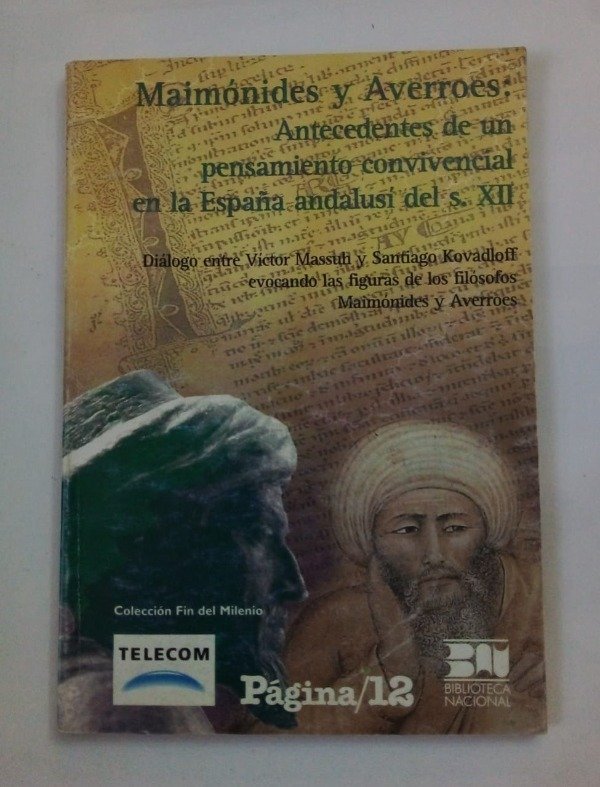 Maimónides y Averroes:
Antecedentes de un
pensamiento convivencial
en la España andalusí del s. XII
Diálogo entre Víctor Massuh y Santiago Kovadloff
evocando las figuras de los filósofos
Maimónides y Averroes
Colección Fin del Milenio
TELECOM
Página/12
BN
BIBLIOTECA
NACIONAL